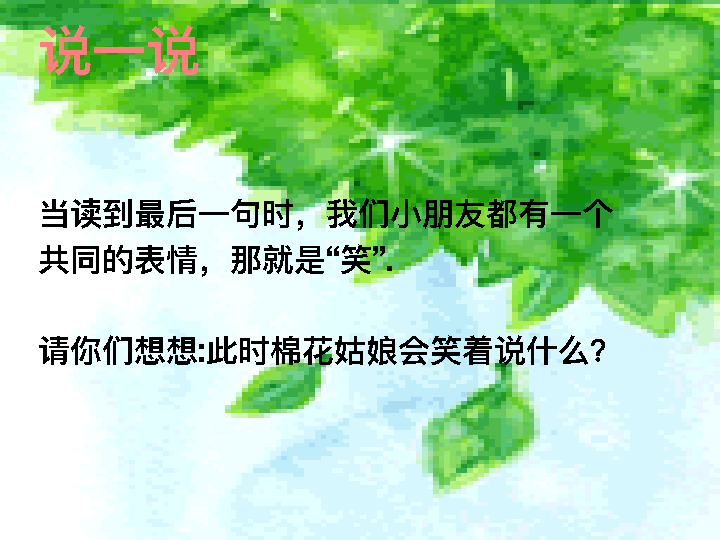 说一说
当读到最后一句时，我们小朋友都有一个
共同的表情，那就是“笑”.
请你们想想:此时棉花姑娘会笑着说什么？